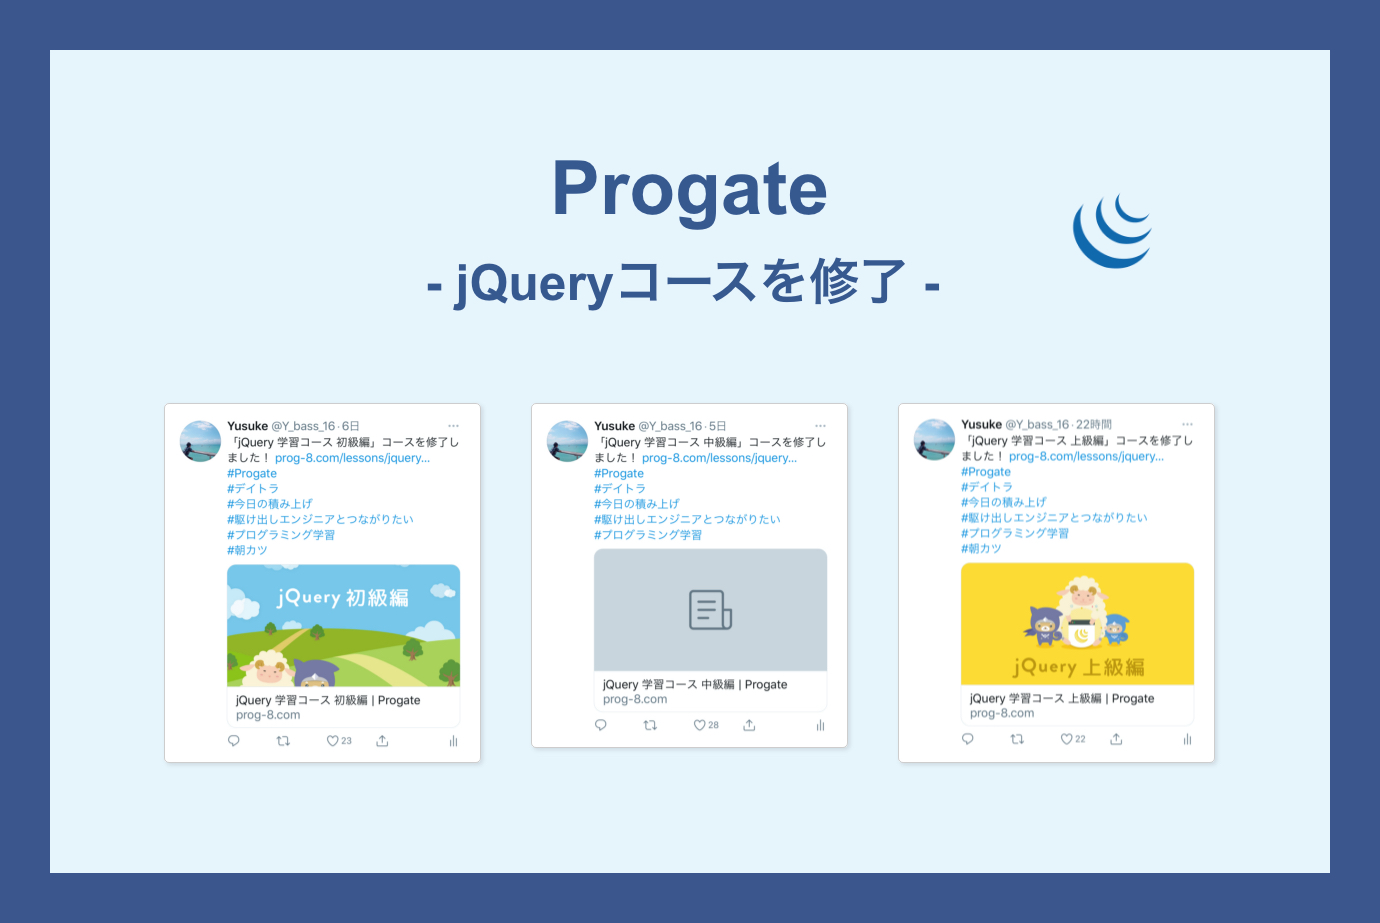 Progate
- jQueryコースを修了 -
Yusuke @Y_bass_16 · 6日
「jQuery 学習コース 初級編」コースを修了し
ました！ prog-8.com/lessons/jquery...
#Progate
#デイトラ
#今日の積み上げ
#駆け出しエンジニアとつながりたい
#プログラミング学習
#朝カツ
jQuery 初級編
jQuery 学習コース 初級編 | Progate
prog-8.com
23
Yusuke @Y_bass_16 · 5日
「jQuery 学習コース 中級編」コースを修了し
ました！ prog-8.com/lessons/jquery...
#Progate
#デイトラ
#今日の積み上げ
#駆け出しエンジニアとつながりたい
#プログラミング学習
jQuery 学習コース 中級編 | Progate
prog-8.com
28
Yusuke @Y_bass_16 · 22時間
「jQuery 学習コース 上級編」コースを修了し
ました！ prog-8.com/lessons/jquery...
#Progate
#デイトラ
#今日の積み上げ
#駆け出しエンジニアとつながりたい
#プログラミング学習
#朝カツ
jQuery 上級編
jQuery 学習コース 上級編 | Progate
prog-8.com
22